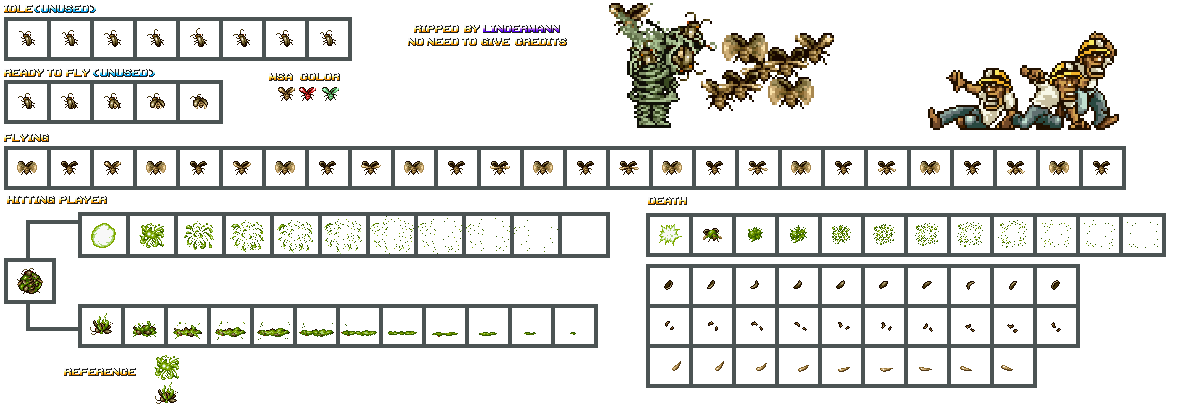 IDLE(UNUSED)
RIPPED BY LINDERMANN
NO NEED TO GIVE CREDITS
READY TO FLY(UNUSED)
MSA COLOR
FLYING
HITTING PLAYER
DEATH
REFERENCE